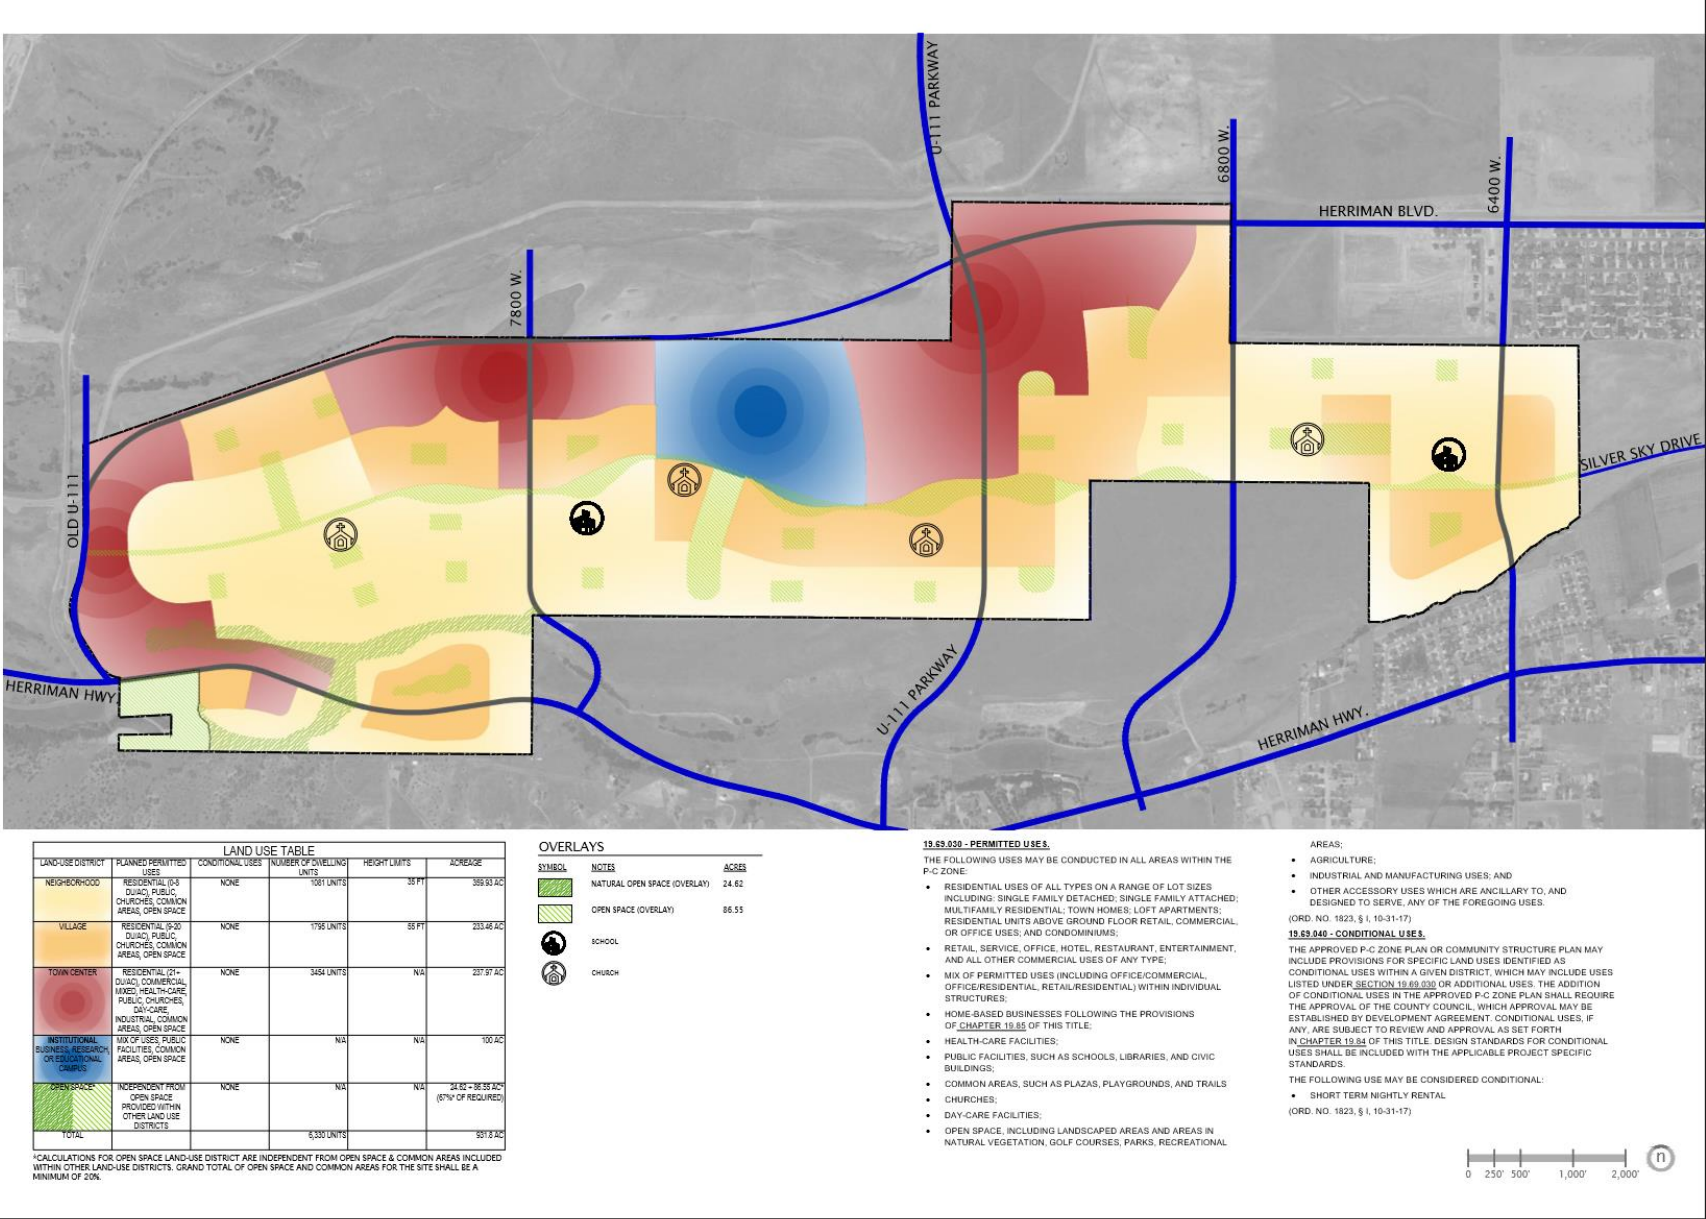 U-111 PARKWAY
6800 W.
6400 W.
HERRIMAN BLVD.
7800 W.
OLD U-111
SILVER SKY DRIVE
HERRIMAN HWY.
U-111 PARKWAY
HERRIMAN HWY.
LAND USE TABLE
LAND-USE DISTRICT
PLANNED PERMITTED
USES
CONDITIONAL USES
NUMBER OF DWELLING
UNITS
HEIGHT LIMITS
ACREAGE
NEIGHBORHOOD
RESIDENTIAL (0-8
DU/AC), PUBLIC,
CHURCHES, COMMON
AREAS, OPEN SPACE
NONE
1081 UNITS
35 FT
359.93 AC
VILLAGE
RESIDENTIAL (9-20
DU/AC), PUBLIC,
CHURCHES, COMMON
AREAS, OPEN SPACE
NONE
1795 UNITS
55 FT
233.46 AC
TOWN CENTER
RESIDENTIAL (21+
DU/AC), COMMERCIAL,
MIXED, HEALTH-CARE,
PUBLIC, CHURCHES,
DAY-CARE,
INDUSTRIAL, COMMON
AREAS, OPEN SPACE
NONE
3454 UNITS
N/A
237.97 AC
INSTITUTIONAL
BUSINESS, RESEARCH,
OR EDUCATIONAL
CAMPUS
MIX OF USES, PUBLIC
FACILITIES, COMMON
AREAS, OPEN SPACE
NONE
N/A
N/A
100 AC
OPEN SPACE*
INDEPENDENT FROM
OPEN SPACE
PROVIDED WITHIN
OTHER LAND USE
DISTRICTS
NONE
N/A
N/A
24.62 + 86.55 AC*
(67%* OF REQUIRED)
TOTAL
6,330 UNITS
931.8 AC
*CALCULATIONS FOR OPEN SPACE LAND-USE DISTRICT ARE INDEPENDENT FROM OPEN SPACE & COMMON AREAS INCLUDED
WITHIN OTHER LAND-USE DISTRICTS. GRAND TOTAL OF OPEN SPACE AND COMMON AREAS FOR THE SITE SHALL BE A
MINIMUM OF 20%.
OVERLAYS
SYMBOL NOTES ACRES
NATURAL OPEN SPACE (OVERLAY) 24.62
OPEN SPACE (OVERLAY) 86.55
SCHOOL
CHURCH
19.69.030 - PERMITTED USES.
THE FOLLOWING USES MAY BE CONDUCTED IN ALL AREAS WITHIN THE
P-C ZONE:
• RESIDENTIAL USES OF ALL TYPES ON A RANGE OF LOT SIZES
INCLUDING: SINGLE FAMILY DETACHED; SINGLE FAMILY ATTACHED;
MULTIFAMILY RESIDENTIAL; TOWN HOMES; LOFT APARTMENTS;
RESIDENTIAL UNITS ABOVE GROUND FLOOR RETAIL, COMMERCIAL,
OR OFFICE USES; AND CONDOMINIUMS;
• RETAIL, SERVICE, OFFICE, HOTEL, RESTAURANT, ENTERTAINMENT,
AND ALL OTHER COMMERCIAL USES OF ANY TYPE;
• MIX OF PERMITTED USES (INCLUDING OFFICE/COMMERCIAL,
OFFICE/RESIDENTIAL, RETAIL/RESIDENTIAL) WITHIN INDIVIDUAL
STRUCTURES;
• HOME-BASED BUSINESSES FOLLOWING THE PROVISIONS
OF CHAPTER 19.85 OF THIS TITLE;
• HEALTH-CARE FACILITIES;
• PUBLIC FACILITIES, SUCH AS SCHOOLS, LIBRARIES, AND CIVIC
BUILDINGS;
• COMMON AREAS, SUCH AS PLAZAS, PLAYGROUNDS, AND TRAILS
• CHURCHES;
• DAY-CARE FACILITIES;
• OPEN SPACE, INCLUDING LANDSCAPED AREAS AND AREAS IN
NATURAL VEGETATION, GOLF COURSES, PARKS, RECREATIONAL
AREAS;
• AGRICULTURE;
• INDUSTRIAL AND MANUFACTURING USES; AND
• OTHER ACCESSORY USES WHICH ARE ANCILLARY TO, AND
DESIGNED TO SERVE, ANY OF THE FOREGOING USES.
(ORD. NO. 1823, § I, 10-31-17)
19.69.040 - CONDITIONAL USES.
THE APPROVED P-C ZONE PLAN OR COMMUNITY STRUCTURE PLAN MAY
INCLUDE PROVISIONS FOR SPECIFIC LAND USES IDENTIFIED AS
CONDITIONAL USES WITHIN A GIVEN DISTRICT, WHICH MAY INCLUDE USES
LISTED UNDER SECTION 19.69.030 OR ADDITIONAL USES. THE ADDITION
OF CONDITIONAL USES IN THE APPROVED P-C ZONE PLAN SHALL REQUIRE
THE APPROVAL OF THE COUNTY COUNCIL, WHICH APPROVAL MAY BE
ESTABLISHED BY DEVELOPMENT AGREEMENT. CONDITIONAL USES, IF
ANY, ARE SUBJECT TO REVIEW AND APPROVAL AS SET FORTH
IN CHAPTER 19.84 OF THIS TITLE. DESIGN STANDARDS FOR CONDITIONAL
USES SHALL BE INCLUDED WITH THE APPLICABLE PROJECT SPECIFIC
STANDARDS.
THE FOLLOWING USE MAY BE CONSIDERED CONDITIONAL:
• SHORT TERM NIGHTLY RENTAL
(ORD. NO. 1823, § I, 10-31-17)
0 250' 500' 1,000' 2,000'
n